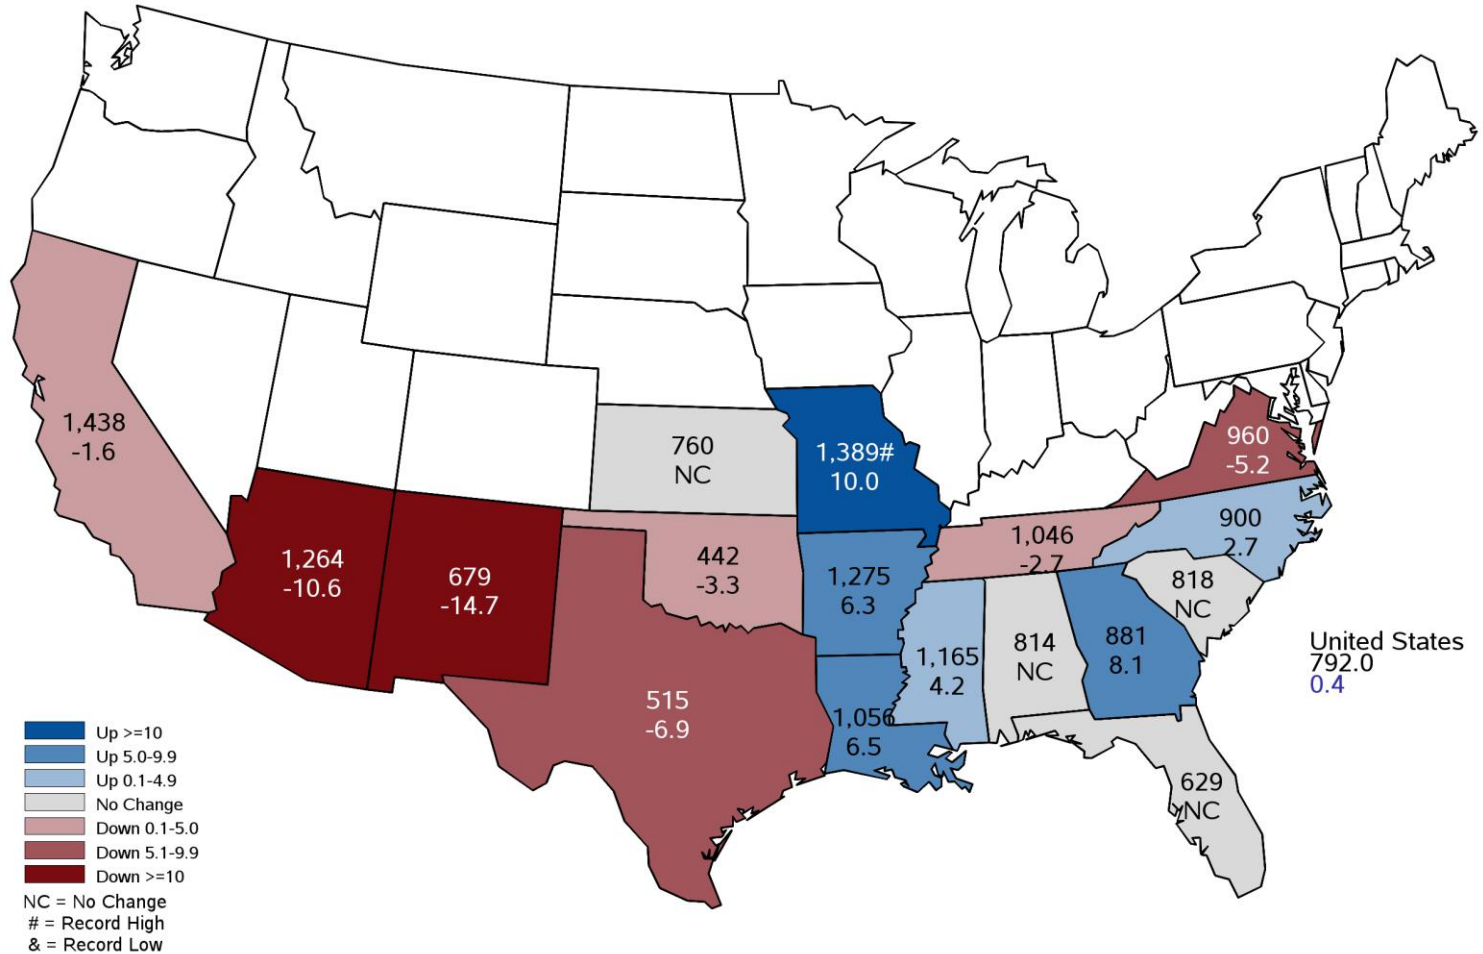 1,438
-1.6
760
NC
1,389#
10.0
960
-5.2
1,264
-10.6
679
-14.7
442
-3.3
1,275
6.3
1,046
-2.7
900
2.7
818
NC
515
-6.9
1,056
6.5
1,165
4.2
814
NC
881
8.1
629
NC
United States
792.0
0.4
Up >=10
Up 5.0-9.9
Up 0.1-4.9
No Change
Down 0.1-5.0
Down 5.1-9.9
Down >=10
NC = No Change
# = Record High
& = Record Low